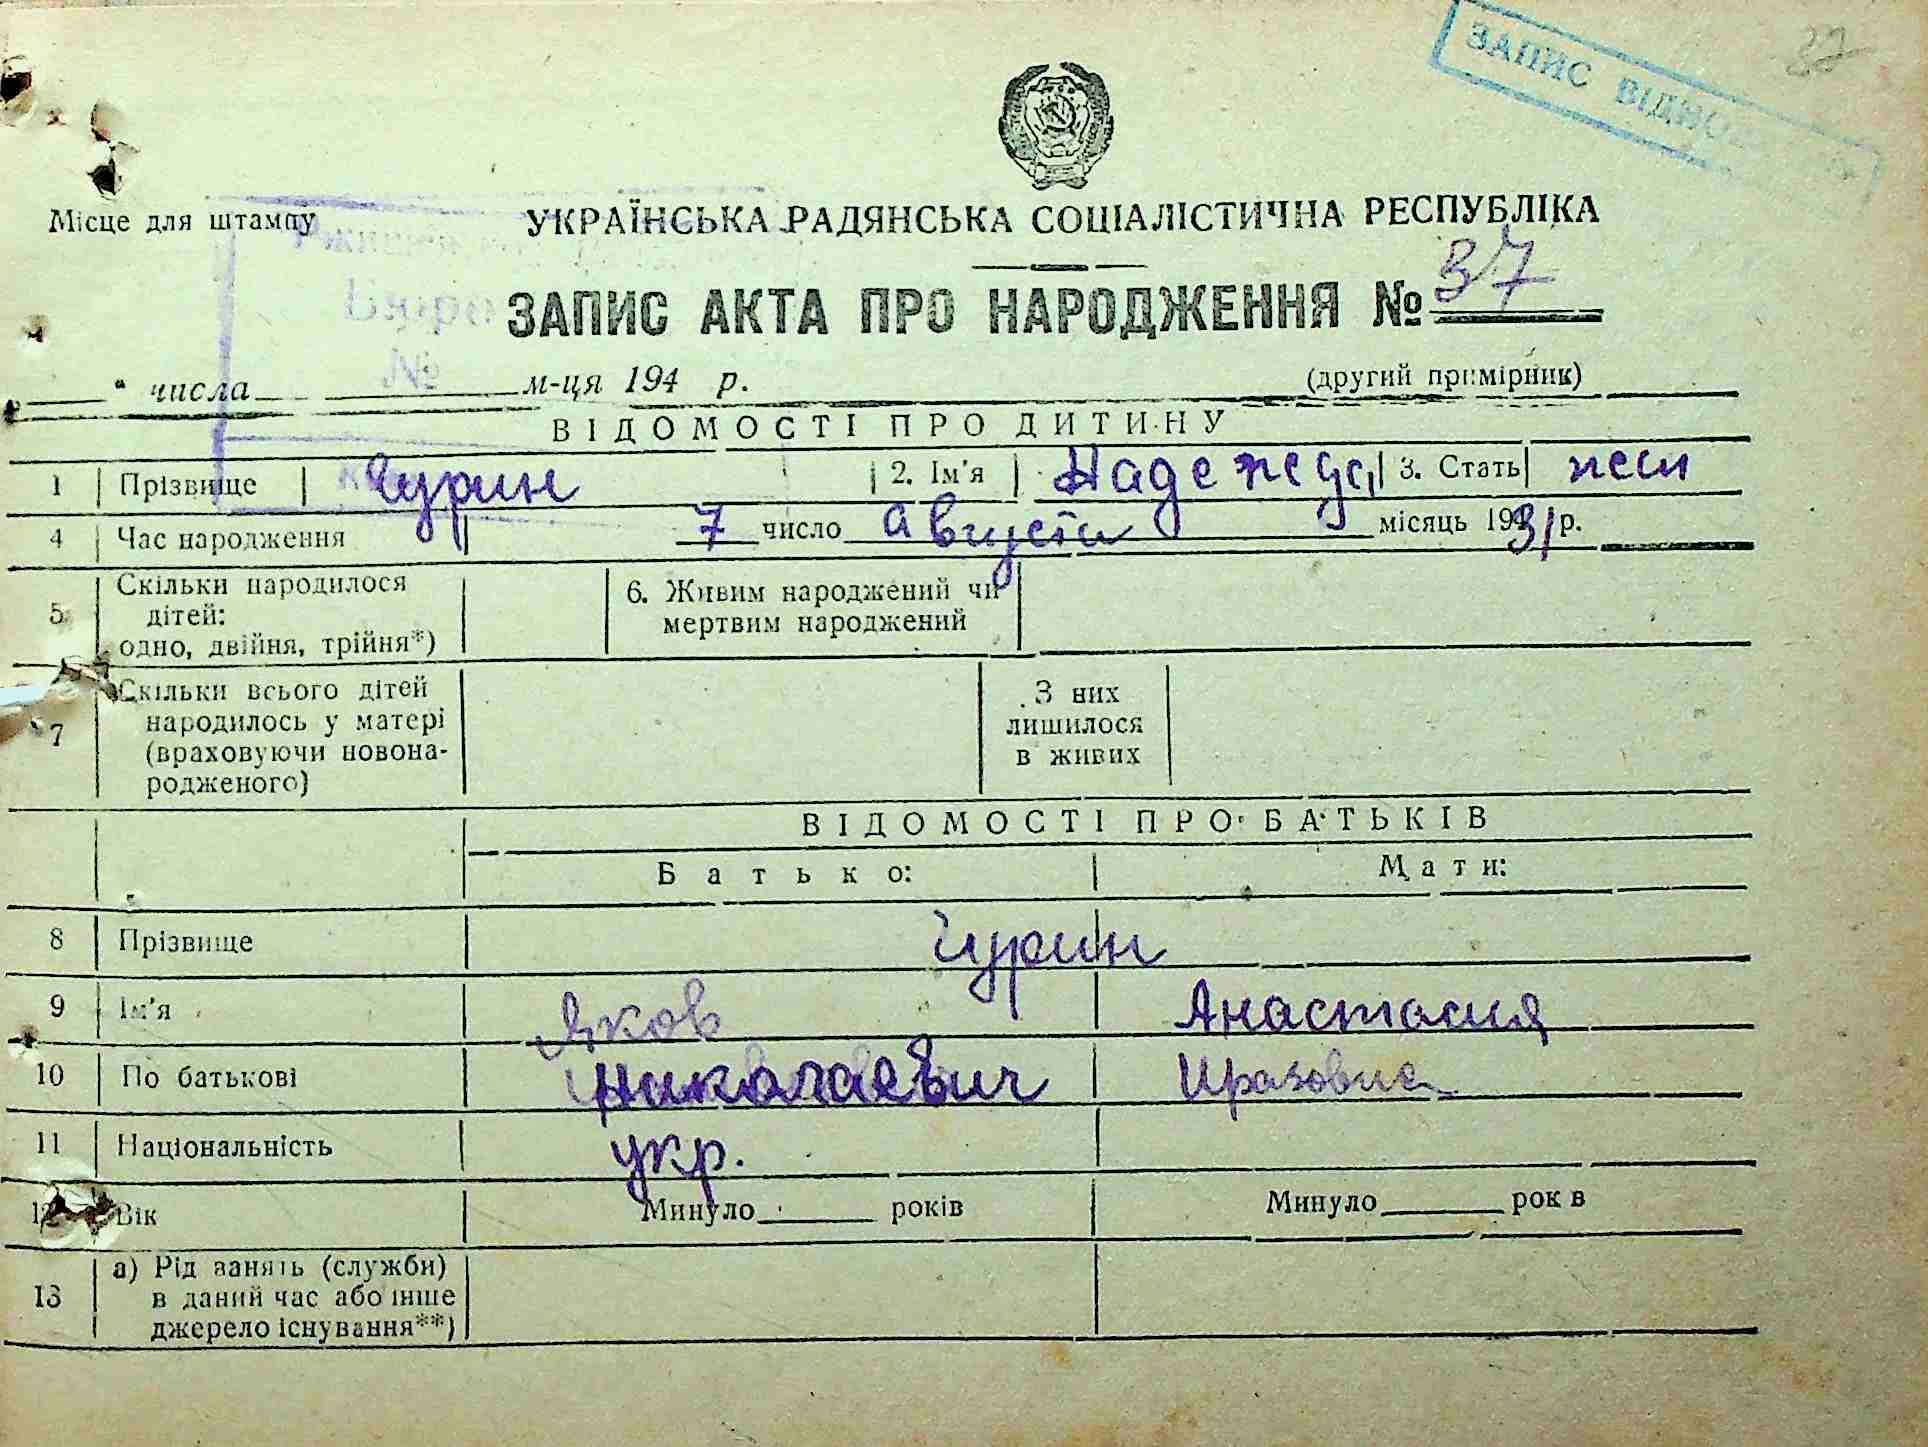 ЗАПИС
37
Місце для штампу
УКРАЇНСЬКА РАДЯНСЬКА СОЦІАЛІСТИЧНА РЕСПУБЛІКА
ЗАПИС АКТА ПРО НАРОДЖЕННЯ № 37
Бюро
№
" числа м-ця 194 р. (другий примірник)
ВІДОМОСТІ ПРО ДИТИНУ
1 Прізвище Чурин 2. Ім'я Надежда 3. Стать жен
4 Час народження 7 число Августа місяць 1931 р.
5 Скільки народилося дітей: одно, двійня, трійня*) 6. Живим народжений чи мертвим народжений
7 Скільки всього дітей народилось у матері (враховуючи новонародженого) З них лишилося в живих
ВІДОМОСТІ ПРО БАТЬКІВ
Батько: Мати:
8 Прізвище Чурин
9 Ім'я Яков Анастасия
10 По батькові Николаевич
11 Національність укр.
12 Вік Минуло років Минуло рок в
13 а) Рід занять (служби) в даний час або інше джерело існування**)